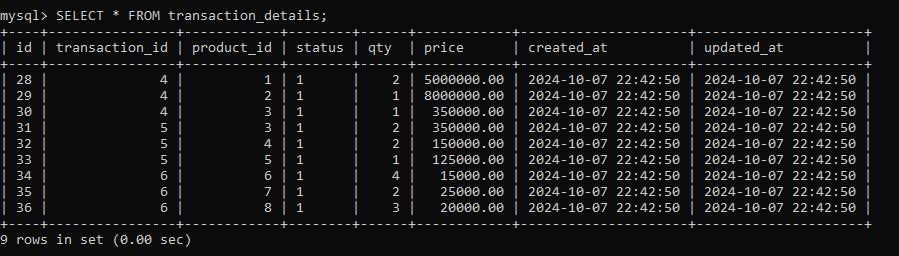 mysql> SELECT * FROM transaction_details;
+----+----------------+------------+--------+-----+------------+---------------------+---------------------+
| id | transaction_id | product_id | status | qty | price      | created_at          | updated_at          |
+----+----------------+------------+--------+-----+------------+---------------------+---------------------+
| 28 |              4 |          1 | 1      |   2 | 5000000.00 | 2024-10-07 22:42:50 | 2024-10-07 22:42:50 |
| 29 |              4 |          2 | 1      |   1 | 8000000.00 | 2024-10-07 22:42:50 | 2024-10-07 22:42:50 |
| 30 |              4 |          3 | 1      |   1 |  350000.00 | 2024-10-07 22:42:50 | 2024-10-07 22:42:50 |
| 31 |              5 |          3 | 1      |   2 |  350000.00 | 2024-10-07 22:42:50 | 2024-10-07 22:42:50 |
| 32 |              5 |          4 | 1      |   2 |  150000.00 | 2024-10-07 22:42:50 | 2024-10-07 22:42:50 |
| 33 |              5 |          5 | 1      |   1 |  125000.00 | 2024-10-07 22:42:50 | 2024-10-07 22:42:50 |
| 34 |              6 |          6 | 1      |   4 |   15000.00 | 2024-10-07 22:42:50 | 2024-10-07 22:42:50 |
| 35 |              6 |          7 | 1      |   2 |   25000.00 | 2024-10-07 22:42:50 | 2024-10-07 22:42:50 |
| 36 |              6 |          8 | 1      |   3 |   20000.00 | 2024-10-07 22:42:50 | 2024-10-07 22:42:50 |
+----+----------------+------------+--------+-----+------------+---------------------+---------------------+
9 rows in set (0.00 sec)